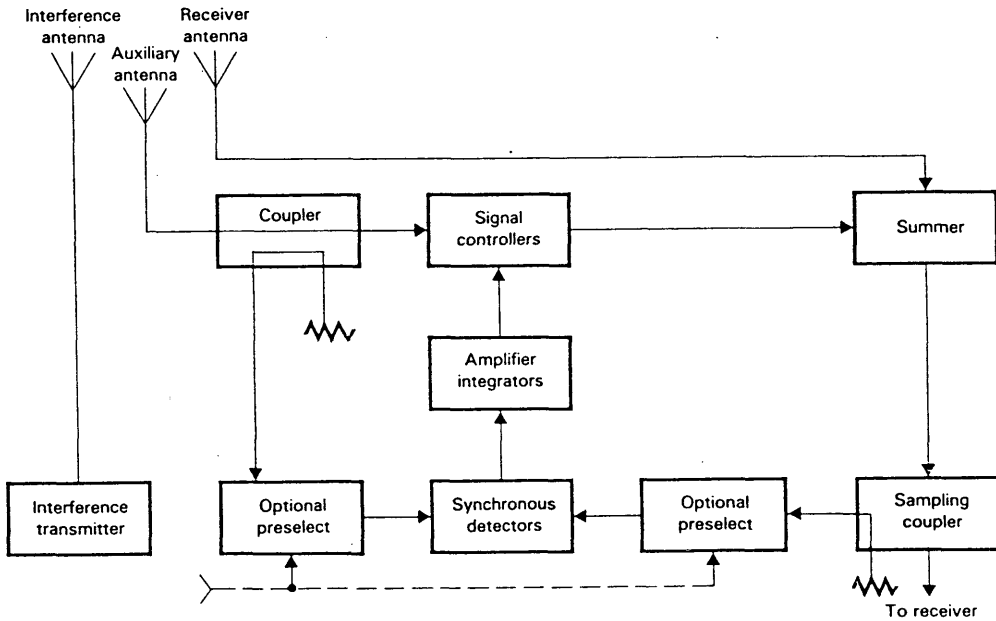 Interference
antenna
Auxiliary
antenna
Receiver
antenna
Coupler
Signal
controllers
Summer
Amplifier
integrators
Interference
transmitter
Optional
preselect
Synchronous
detectors
Optional
preselect
Sampling
coupler
To receiver